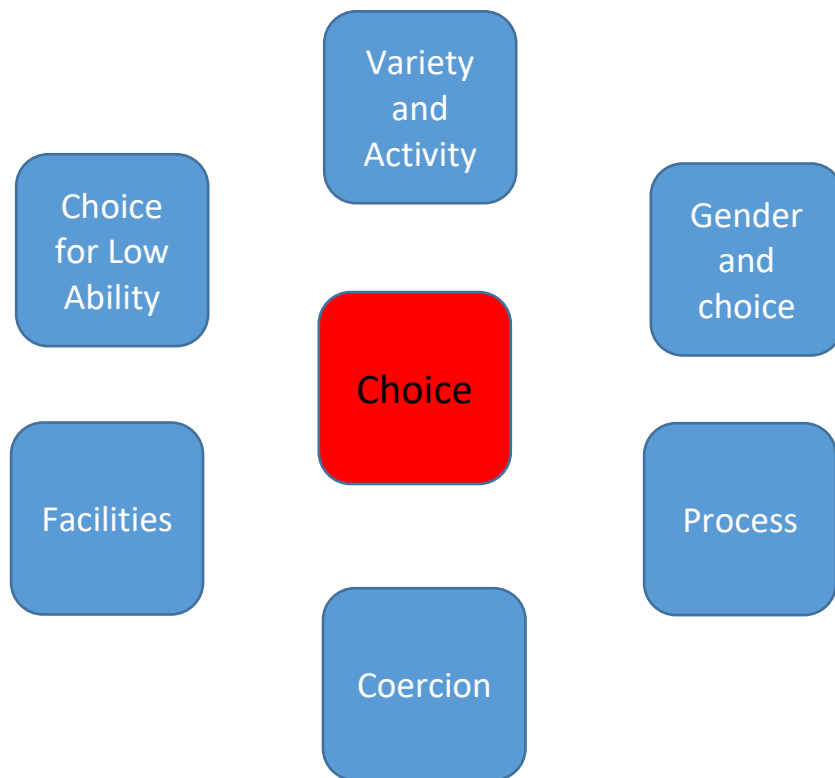 Variety
and
Activity
Choice
for Low
Ability
Gender
and
choice
Choice
Facilities
Process
Coercion